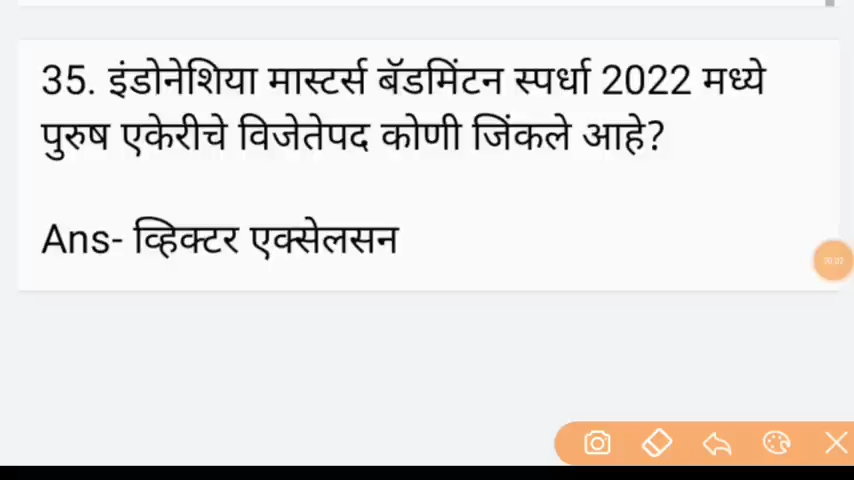 35. इंडोनेशिया मास्टर्स बॅडमिंटन स्पर्धा 2022 मध्ये
पुरुष एकेरीचे विजेतेपद कोणी जिंकले आहे?
Ans- व्हिक्टर एक्सेलसन